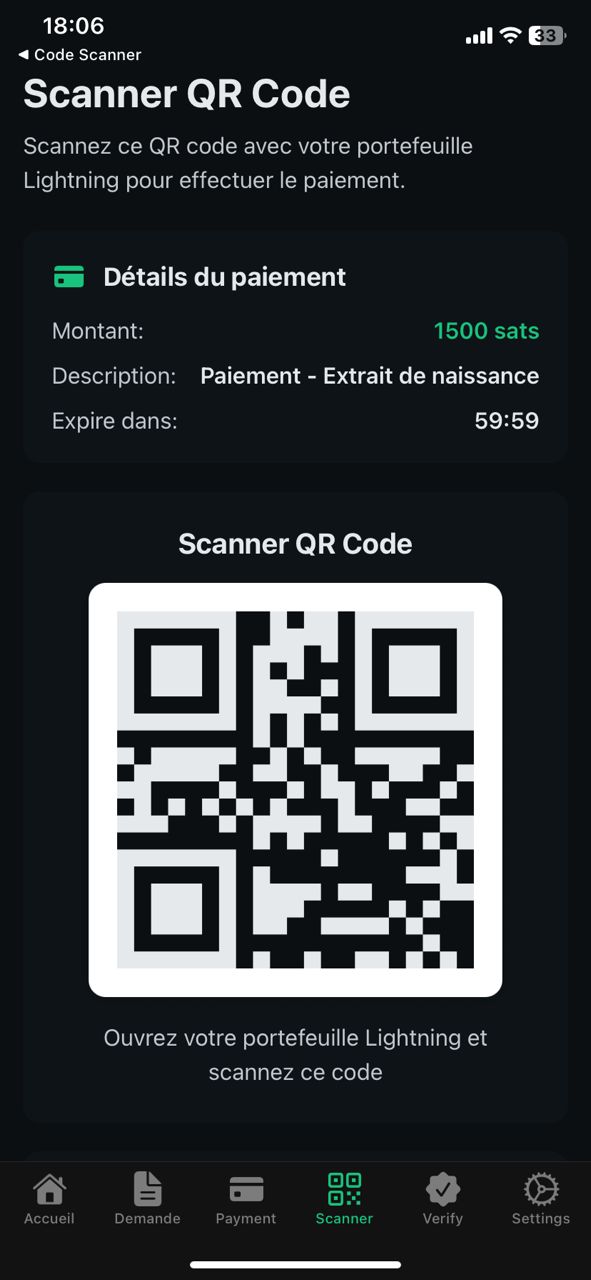 18:06
33
◀ Code Scanner
Scanner QR Code
Scannez ce QR code avec votre portefeuille
Lightning pour effectuer le paiement.
Détails du paiement
Montant: 1500 sats
Description: Paiement - Extrait de naissance
Expire dans: 59:59
Scanner QR Code
Ouvrez votre portefeuille Lightning et
scannez ce code
Accueil Demande Payment Scanner Verify Settings